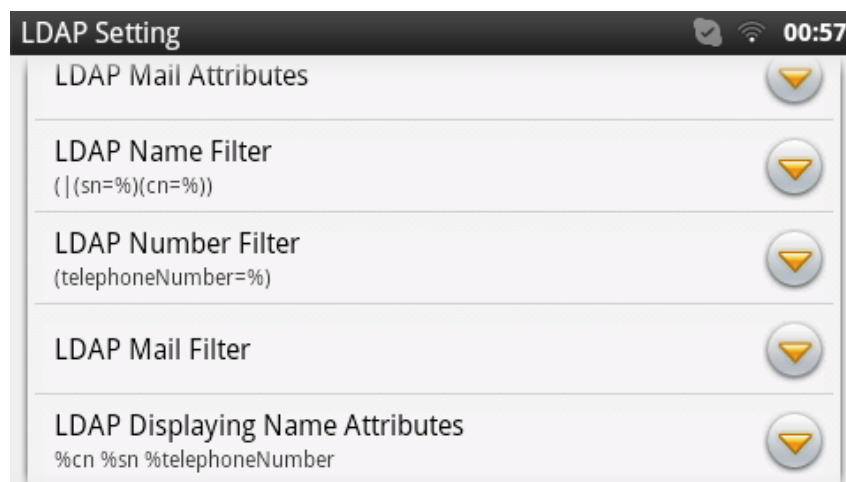 LDAP Setting 00:57
LDAP Mail Attributes
LDAP Name Filter
(|(sn=%)(cn=%))
LDAP Number Filter
(telephoneNumber=%)
LDAP Mail Filter
LDAP Displaying Name Attributes
%cn %sn %telephoneNumber